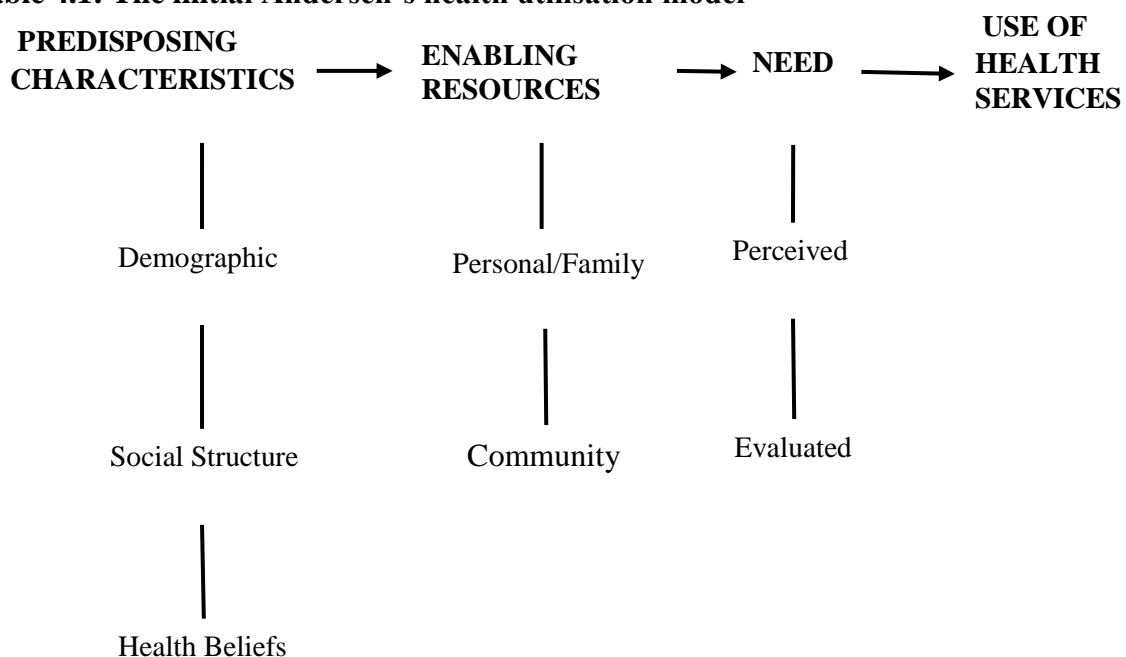 4.1: The initial Andersen's health utilisation model
PREDISPOSING
CHARACTERISTICS
ENABLING
RESOURCES
NEED
USE OF
HEALTH
SERVICES
Demographic
Personal/Family
Perceived
Social Structure
Community
Evaluated
Health Beliefs